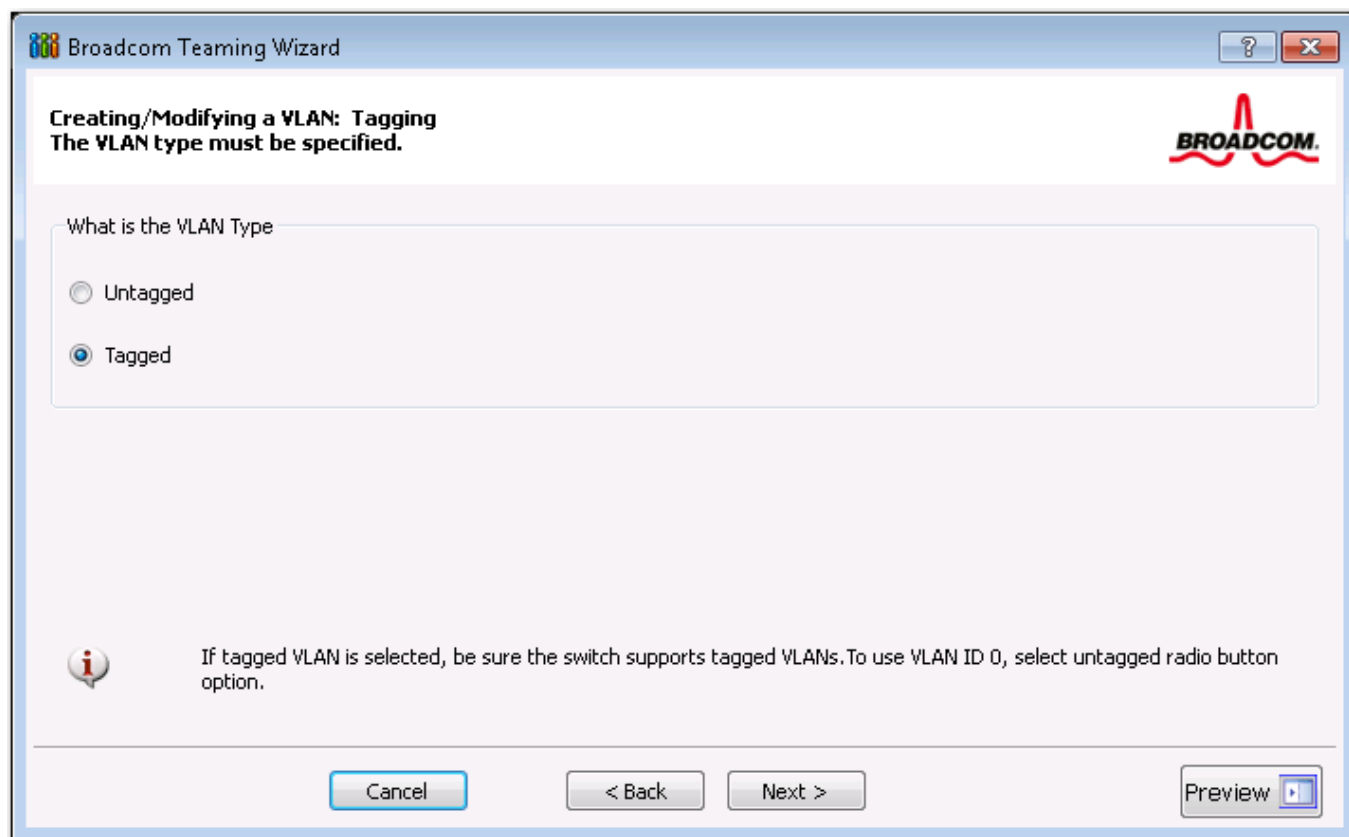 Broadcom Teaming Wizard
?
Creating/Modifying a VLAN: Tagging
The VLAN type must be specified.
BROADCOM.
What is the VLAN Type
Untagged
Tagged
i
If tagged VLAN is selected, be sure the switch supports tagged VLANs.To use VLAN ID 0, select untagged radio button
option.
Cancel
< Back
Next >
Preview